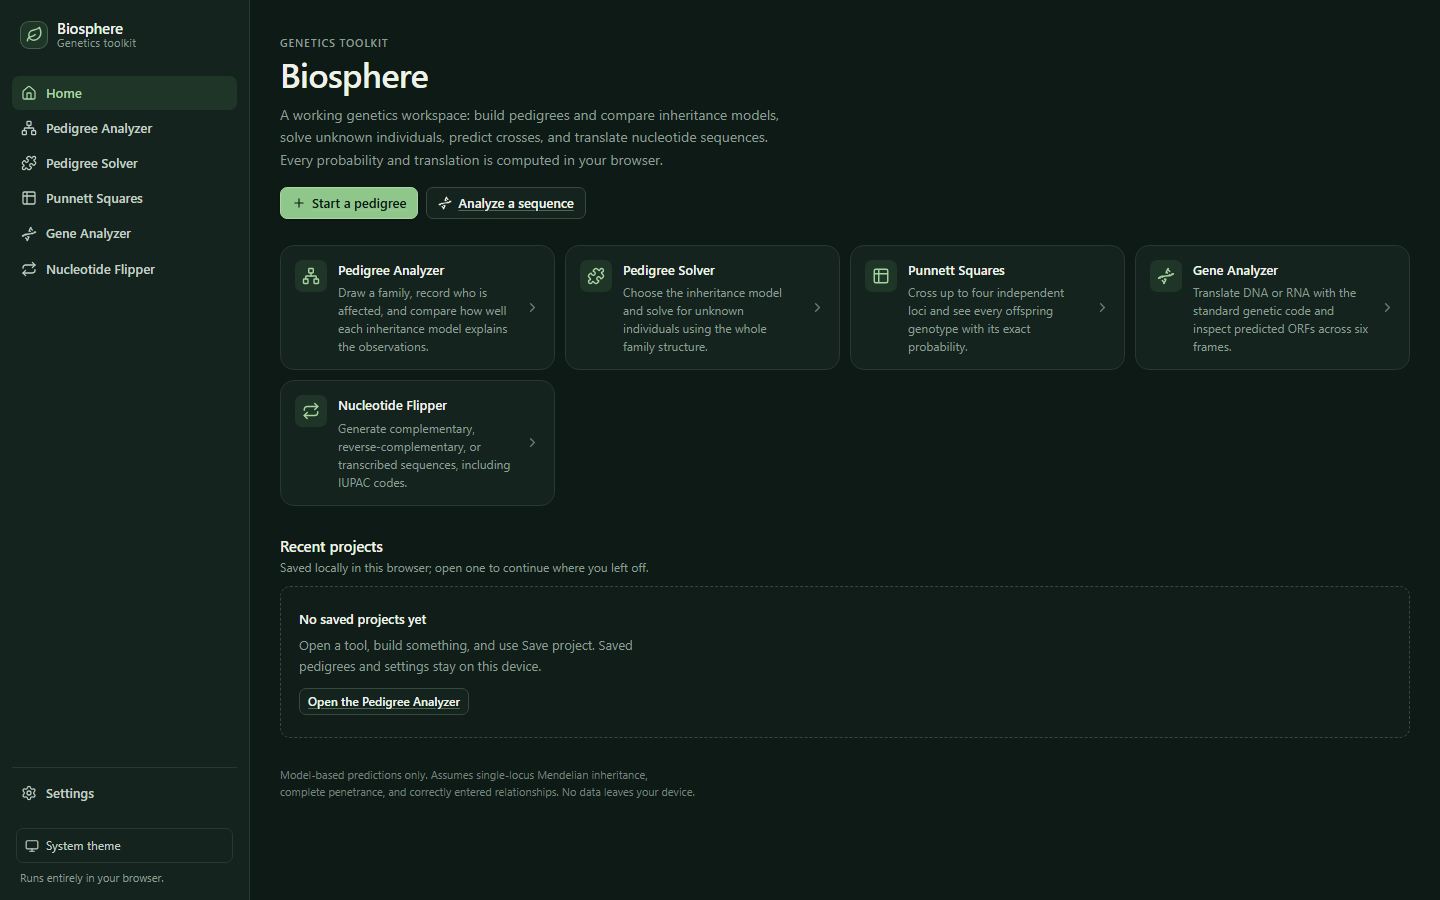 Biosphere
Genetics toolkit
Home
Pedigree Analyzer
Pedigree Solver
Punnett Squares
Gene Analyzer
Nucleotide Flipper
Settings
System theme
Runs entirely in your browser.
GENETICS TOOLKIT
Biosphere
A working genetics workspace: build pedigrees and compare inheritance models,
solve unknown individuals, predict crosses, and translate nucleotide sequences.
Every probability and translation is computed in your browser.
Start a pedigree
Analyze a sequence
Pedigree Analyzer
Draw a family, record who is
affected, and compare how well
each inheritance model explains
the observations.
Pedigree Solver
Choose the inheritance model
and solve for unknown
individuals using the whole
family structure.
Punnett Squares
Cross up to four independent
loci and see every offspring
genotype with its exact
probability.
Gene Analyzer
Translate DNA or RNA with the
standard genetic code and
inspect predicted ORFs across six
frames.
Nucleotide Flipper
Generate complementary,
reverse-complementary, or
transcribed sequences, including
IUPAC codes.
Recent projects
Saved locally in this browser; open one to continue where you left off.
No saved projects yet
Open a tool, build something, and use Save project. Saved
pedigrees and settings stay on this device.
Open the Pedigree Analyzer
Model-based predictions only. Assumes single-locus Mendelian inheritance,
complete penetrance, and correctly entered relationships. No data leaves your device.